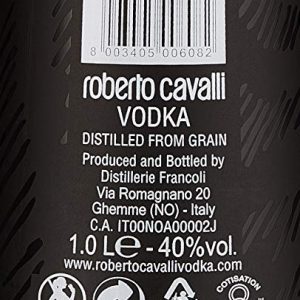 8 003405 006082
roberto cavalli
VODKA
DISTILLED FROM GRAIN
Produced and Bottled by
Distillerie Francoli
Via Romagnano 20
Ghemme (NO) - Italy
C.A. IT00NOA00002J
1.0 L℮ - 40%vol.
www.robertocavallivodka.com
COTISATION